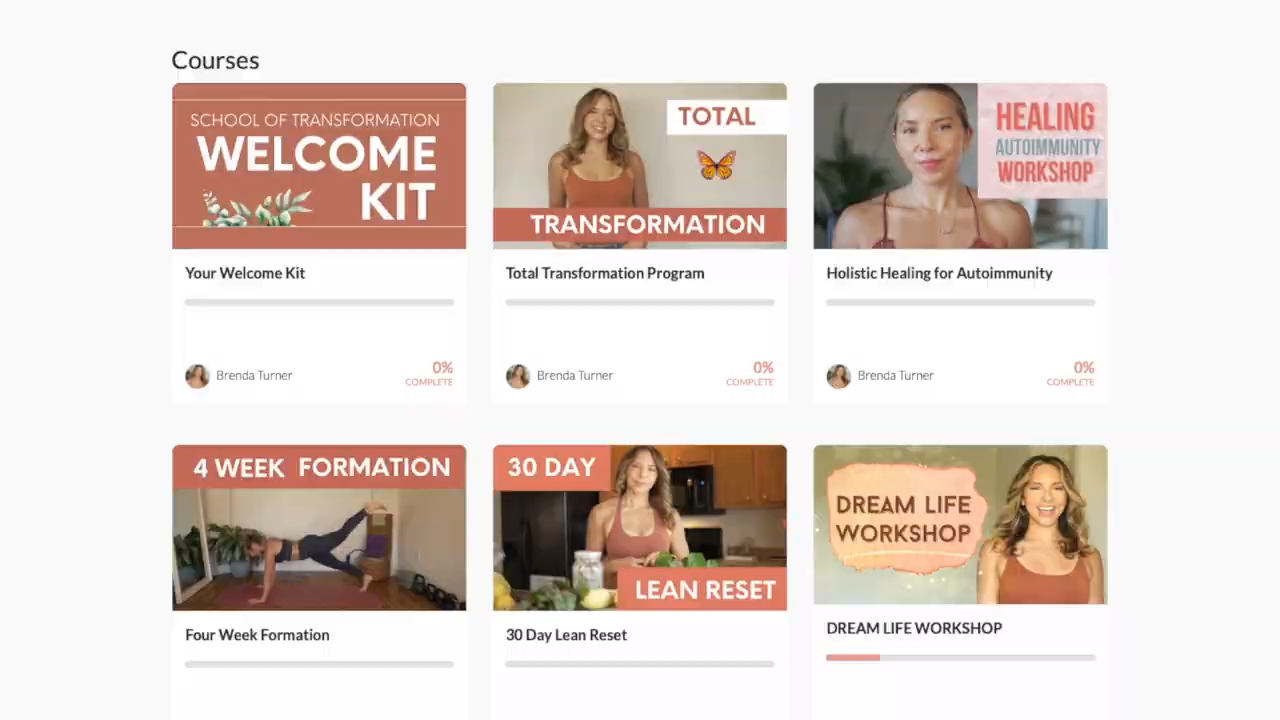 Courses
SCHOOL OF TRANSFORMATION
WELCOME
KIT
Your Welcome Kit
Brenda Turner
0%
COMPLETE
TOTAL
TRANSFORMATION
Total Transformation Program
Brenda Turner
0%
COMPLETE
HEALING
AUTOIMMUNITY
WORKSHOP
Holistic Healing for Autoimmunity
Brenda Turner
0%
COMPLETE
4 WEEK FORMATION
Four Week Formation
30 DAY
LEAN RESET
30 Day Lean Reset
DREAM LIFE
WORKSHOP
DREAM LIFE WORKSHOP